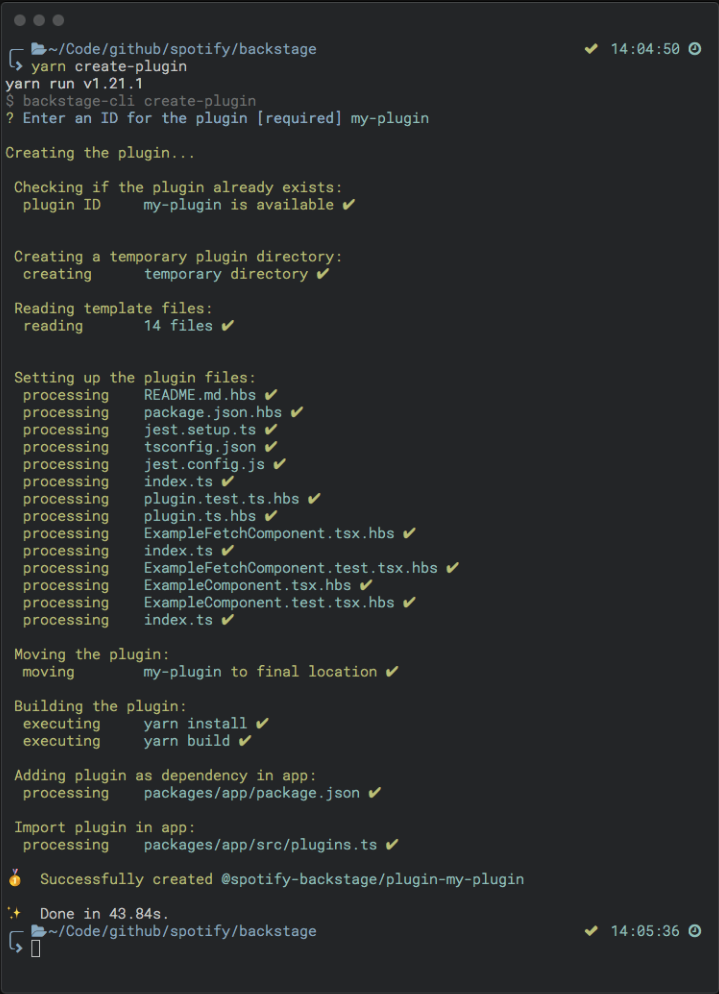 ~/Code/github/spotify/backstage ✔ 14:04:50
yarn create-plugin
yarn run v1.21.1
$ backstage-cli create-plugin
? Enter an ID for the plugin [required] my-plugin
Creating the plugin...
Checking if the plugin already exists:
plugin ID my-plugin is available ✔
Creating a temporary plugin directory:
creating temporary directory ✔
Reading template files:
reading 14 files ✔
Setting up the plugin files:
processing README.md.hbs ✔
processing package.json.hbs ✔
processing jest.setup.ts ✔
processing tsconfig.json ✔
processing jest.config.js ✔
processing index.ts ✔
processing plugin.test.ts.hbs ✔
processing plugin.ts.hbs ✔
processing ExampleFetchComponent.tsx.hbs ✔
processing index.ts ✔
processing ExampleFetchComponent.test.tsx.hbs ✔
processing ExampleComponent.tsx.hbs ✔
processing ExampleComponent.test.tsx.hbs ✔
processing index.ts ✔
Moving the plugin:
moving my-plugin to final location ✔
Building the plugin:
executing yarn install ✔
executing yarn build ✔
Adding plugin as dependency in app:
processing packages/app/package.json ✔
Import plugin in app:
processing packages/app/src/plugins.ts ✔
🥇 Successfully created @spotify-backstage/plugin-my-plugin
✨ Done in 43.84s.
~/Code/github/spotify/backstage ✔ 14:05:36